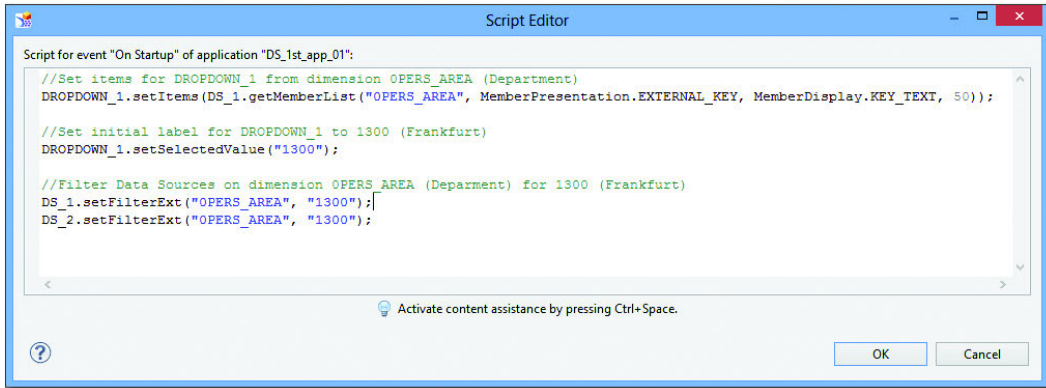 Script Editor
Script for event "On Startup" of application "DS_1st_app_01":
//Set items for DROPDOWN_1 from dimension 0PERS_AREA (Department)
DROPDOWN_1.setItems(DS_1.getMemberList("0PERS_AREA", MemberPresentation.EXTERNAL_KEY, MemberDisplay.KEY_TEXT, 50));
//Set initial label for DROPDOWN_1 to 1300 (Frankfurt)
DROPDOWN_1.setSelectedValue("1300");
//Filter Data Sources on dimension 0PERS_AREA (Deparment) for 1300 (Frankfurt)
DS_1.setFilterExt("0PERS_AREA", "1300");
DS_2.setFilterExt("0PERS_AREA", "1300");
Activate content assistance by pressing Ctrl+Space.
OK Cancel